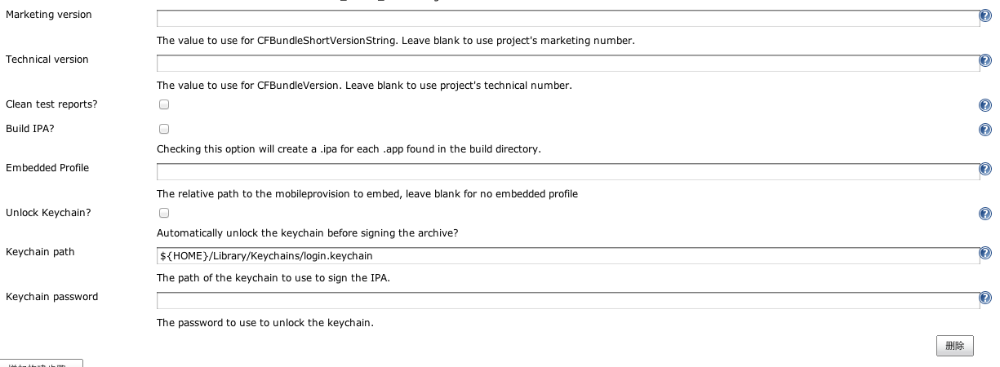 Marketing version
The value to use for CFBundleShortVersionString. Leave blank to use project's marketing number.
Technical version
The value to use for CFBundleVersion. Leave blank to use project's technical number.
Clean test reports?
Build IPA?
Checking this option will create a .ipa for each .app found in the build directory.
Embedded Profile
The relative path to the mobileprovision to embed, leave blank for no embedded profile
Unlock Keychain?
Automatically unlock the keychain before signing the archive?
Keychain path
${HOME}/Library/Keychains/login.keychain
The path of the keychain to use to sign the IPA.
Keychain password
The password to use to unlock the keychain.
删除